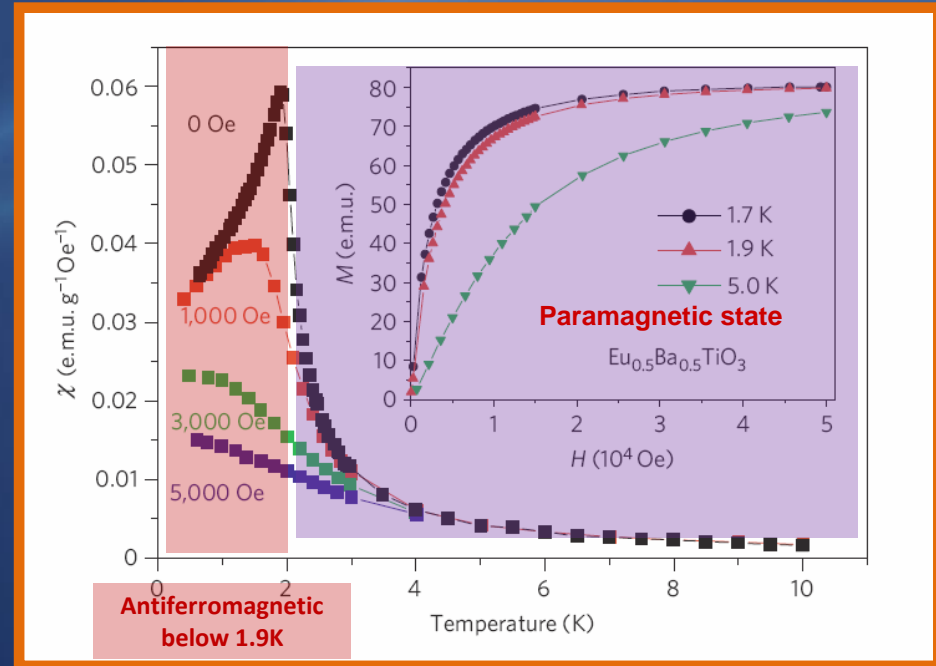 0.06
0.05
0.04
0.03
0.02
0.01
0
χ (e.m.u. g⁻¹ Oe⁻¹)
0 Oe
1,000 Oe
3,000 Oe
5,000 Oe
80
70
60
50
40
30
20
10
0
M (e.m.u.)
1.7 K
1.9 K
5.0 K
Paramagnetic state
Eu₀.₅Ba₀.₅TiO₃
0 1 2 3 4 5
H (10⁴ Oe)
0 2 4 6 8 10
Temperature (K)
Antiferromagnetic
below 1.9K